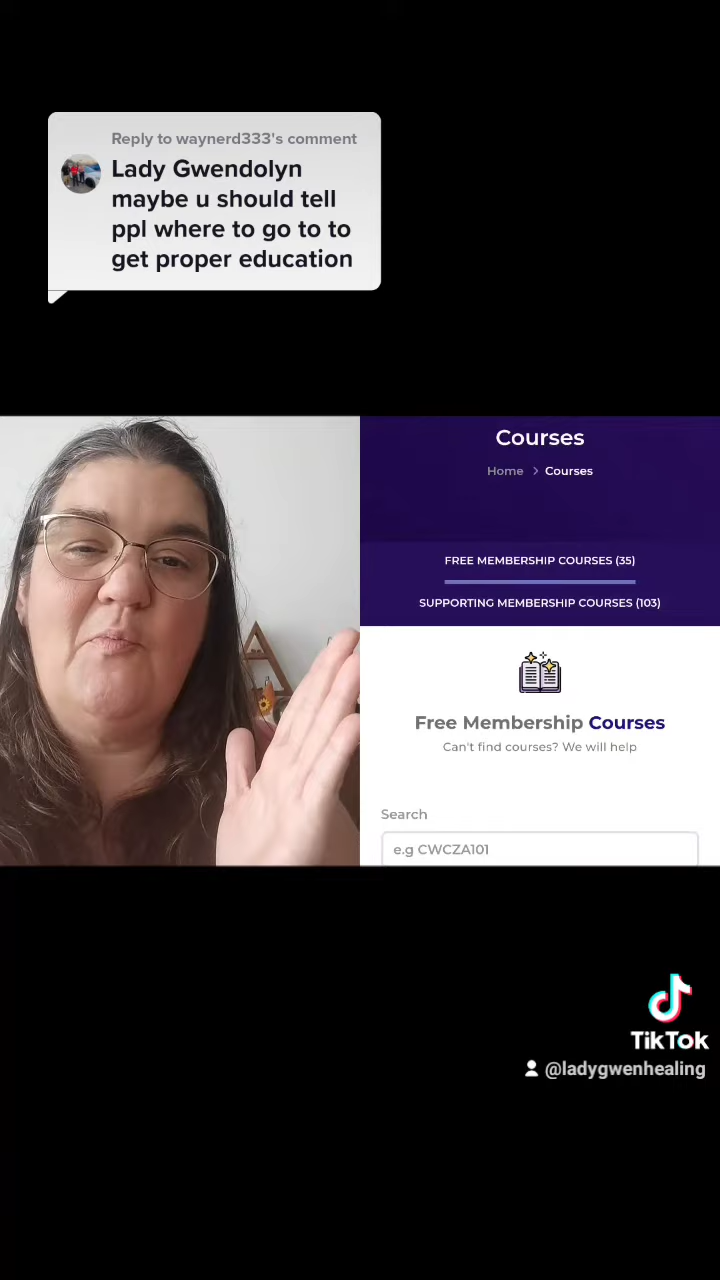 Reply to waynerd333's comment
Lady Gwendolyn
maybe u should tell
ppl where to go to to
get proper education
Courses
Home > Courses
FREE MEMBERSHIP COURSES (35)
SUPPORTING MEMBERSHIP COURSES (103)
Free Membership Courses
Can't find courses? We will help
Search
e.g CWCZA101
TikTok
@ladygwenhealing